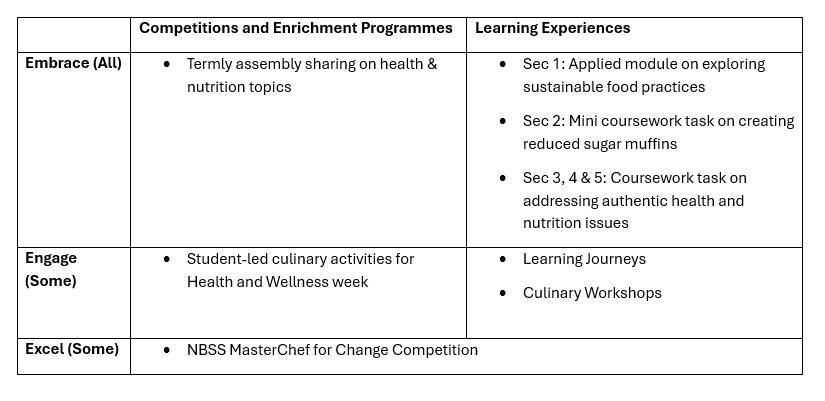 Competitions and Enrichment Programmes
Learning Experiences
Embrace (All)
• Termly assembly sharing on health &
nutrition topics
• Sec 1: Applied module on exploring
sustainable food practices
• Sec 2: Mini coursework task on creating
reduced sugar muffins
• Sec 3, 4 & 5: Coursework task on
addressing authentic health and
nutrition issues
Engage
(Some)
• Student-led culinary activities for
Health and Wellness week
• Learning Journeys
• Culinary Workshops
Excel (Some)
• NBSS MasterChef for Change Competition